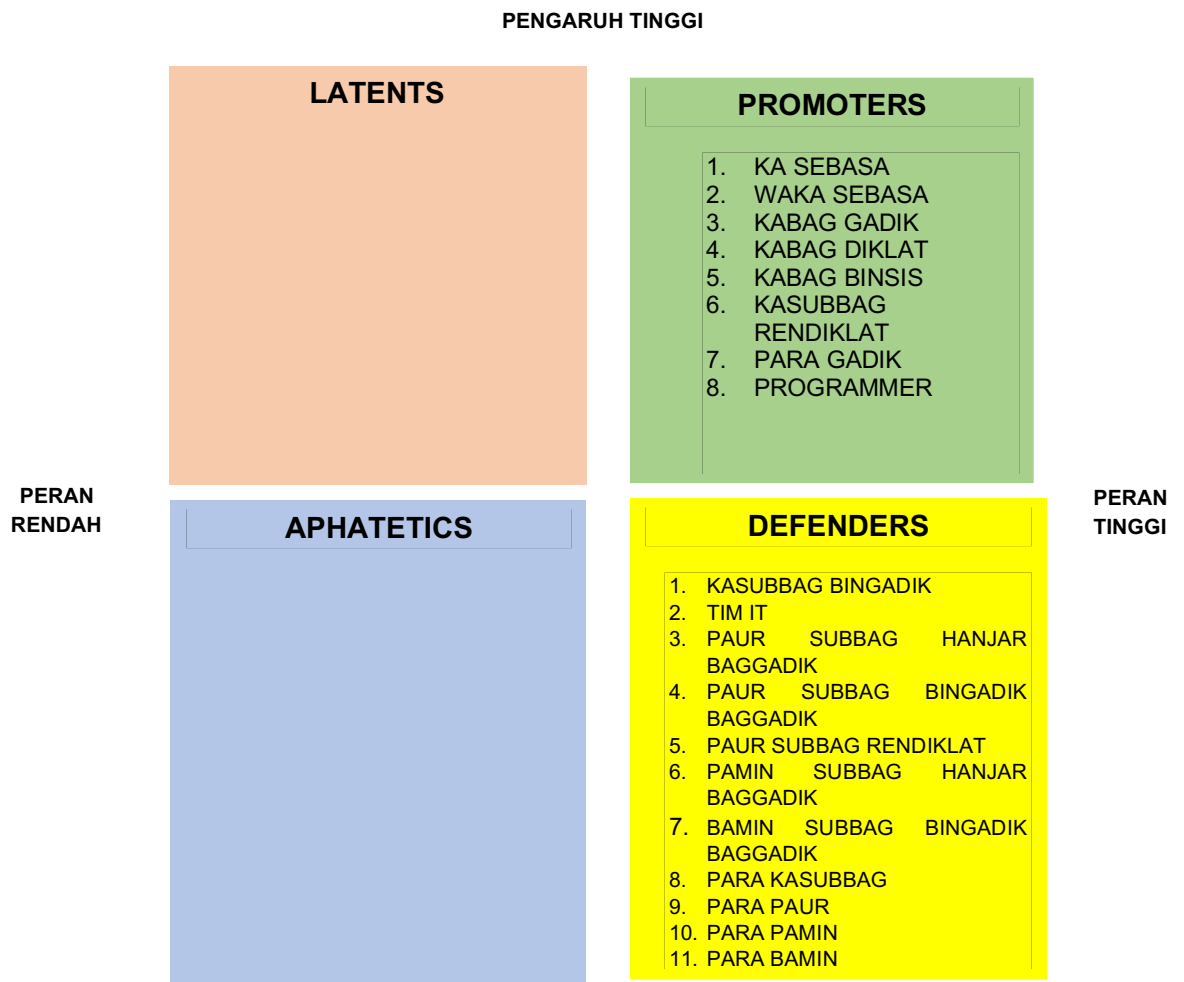 PENGARUH TINGGI
LATENTS
PROMOTERS
1. KA SEBASA
2. WAKA SEBASA
3. KABAG GADIK
4. KABAG DIKLAT
5. KABAG BINSIS
6. KASUBBAG
RENDIKLAT
7. PARA GADIK
8. PROGRAMMER
PERAN
RENDAH
PERAN
TINGGI
APHATETICS
DEFENDERS
1. KASUBBAG BINGADIK
2. TIM IT
3. PAUR SUBBAG HANJAR
BAGGADIK
4. PAUR SUBBAG BINGADIK
BAGGADIK
5. PAUR SUBBAG RENDIKLAT
6. PAMIN SUBBAG HANJAR
BAGGADIK
7. BAMIN SUBBAG BINGADIK
BAGGADIK
8. PARA KASUBBAG
9. PARA PAUR
10. PARA PAMIN
11. PARA BAMIN